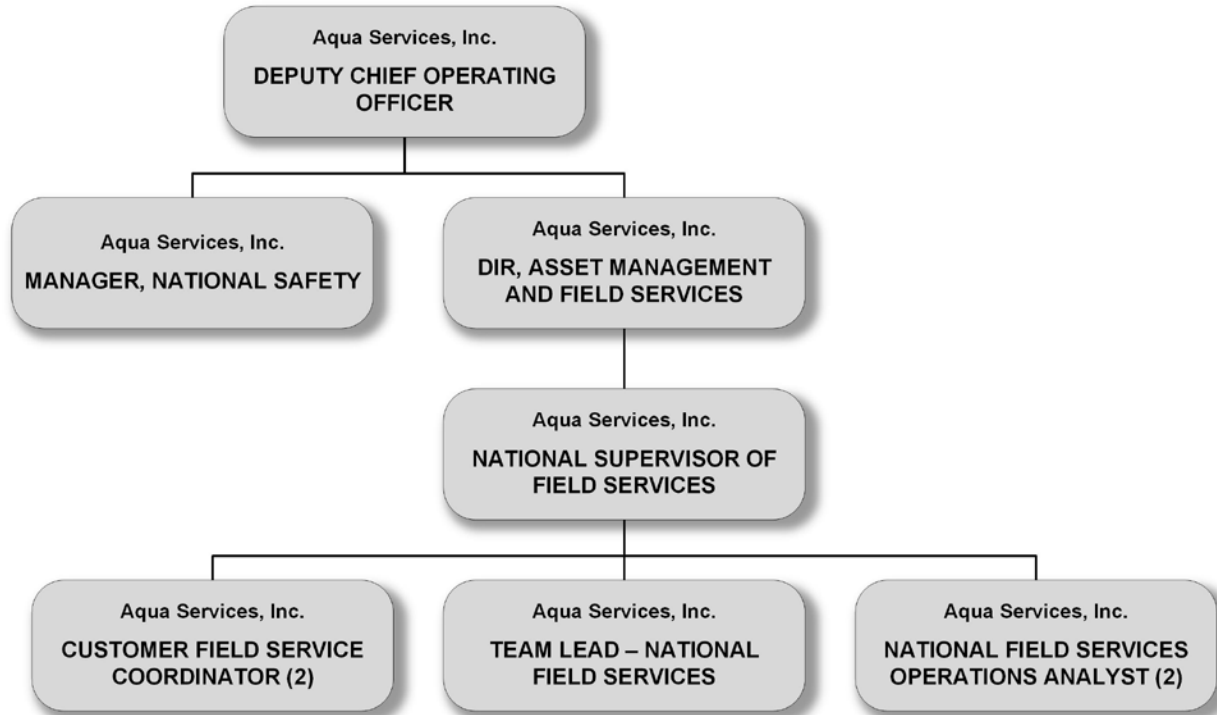 Aqua Services, Inc.
DEPUTY CHIEF OPERATING
OFFICER
Aqua Services, Inc.
MANAGER, NATIONAL SAFETY
Aqua Services, Inc.
DIR, ASSET MANAGEMENT
AND FIELD SERVICES
Aqua Services, Inc.
NATIONAL SUPERVISOR OF
FIELD SERVICES
Aqua Services, Inc.
CUSTOMER FIELD SERVICE
COORDINATOR (2)
Aqua Services, Inc.
TEAM LEAD – NATIONAL
FIELD SERVICES
Aqua Services, Inc.
NATIONAL FIELD SERVICES
OPERATIONS ANALYST (2)